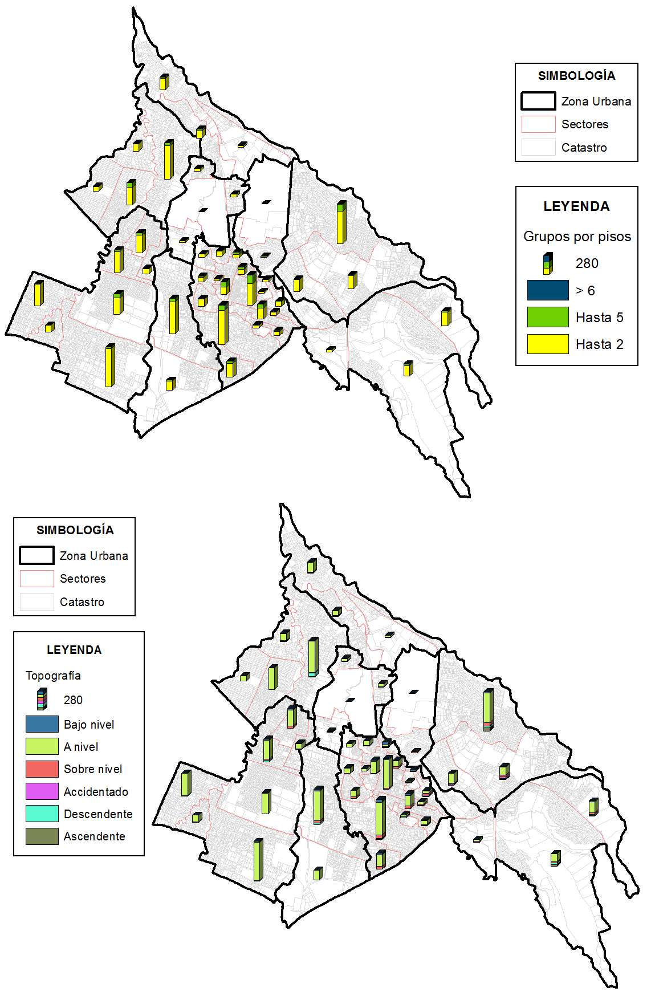 SIMBOLOGÍA
Zona Urbana
Sectores
Catastro
LEYENDA
Grupos por pisos
280
> 6
Hasta 5
Hasta 2
SIMBOLOGÍA
Zona Urbana
Sectores
Catastro
LEYENDA
Topografía
280
Bajo nivel
A nivel
Sobre nivel
Accidentado
Descendente
Ascendente